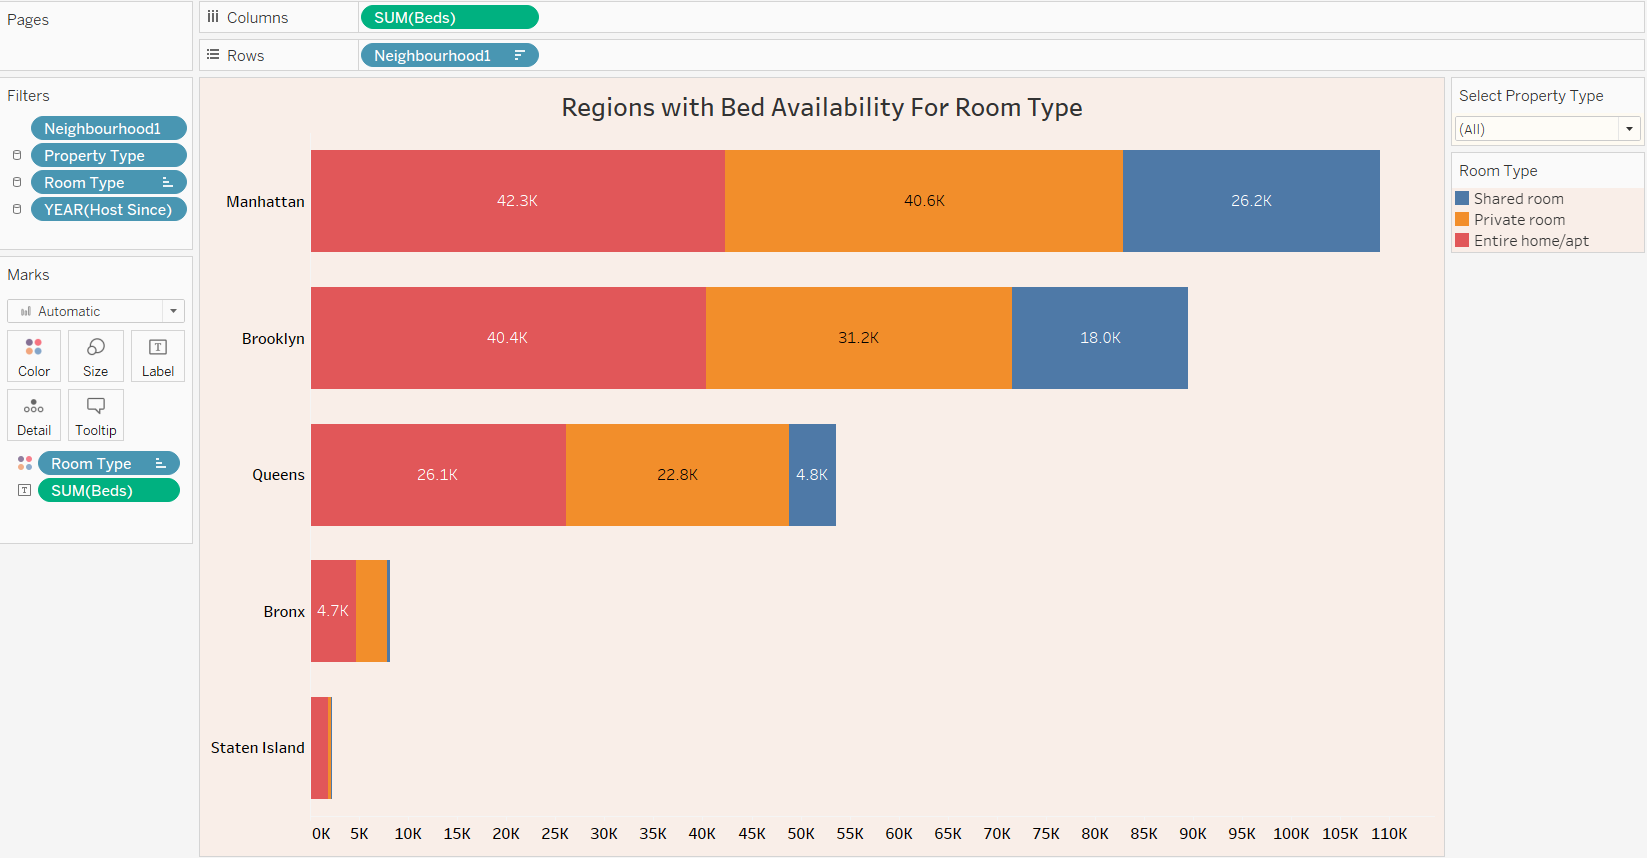 Pages
Columns
SUM(Beds)
Rows
Neighbourhood1
Filters
Neighbourhood1
Property Type
Room Type
YEAR(Host Since)
Marks
Automatic
Color Size Label
Detail Tooltip
Room Type
SUM(Beds)
Regions with Bed Availability For Room Type
Manhattan 42.3K 40.6K 26.2K
Brooklyn 40.4K 31.2K 18.0K
Queens 26.1K 22.8K 4.8K
Bronx 4.7K
Staten Island
0K 5K 10K 15K 20K 25K 30K 35K 40K 45K 50K 55K 60K 65K 70K 75K 80K 85K 90K 95K 100K 105K 110K
Select Property Type
(All)
Room Type
Shared room
Private room
Entire home/apt